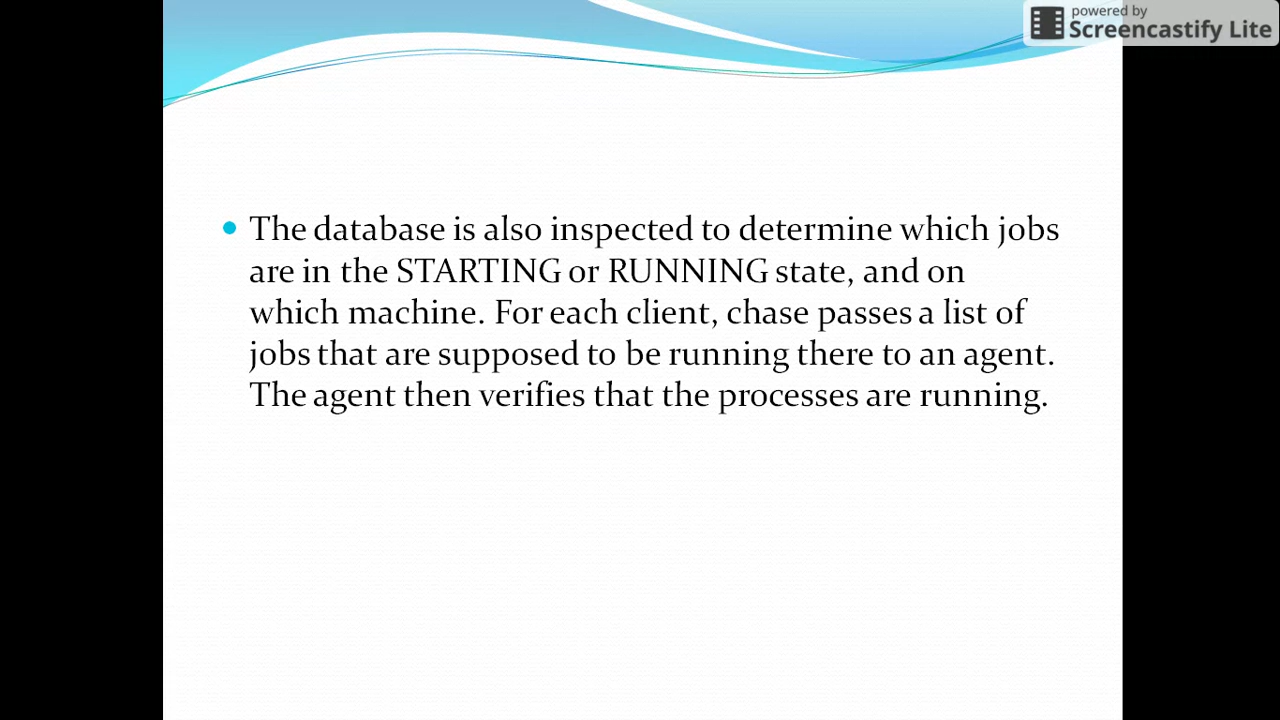 powered by
Screencastify Lite
The database is also inspected to determine which jobs
are in the STARTING or RUNNING state, and on
which machine. For each client, chase passes a list of
jobs that are supposed to be running there to an agent.
The agent then verifies that the processes are running.